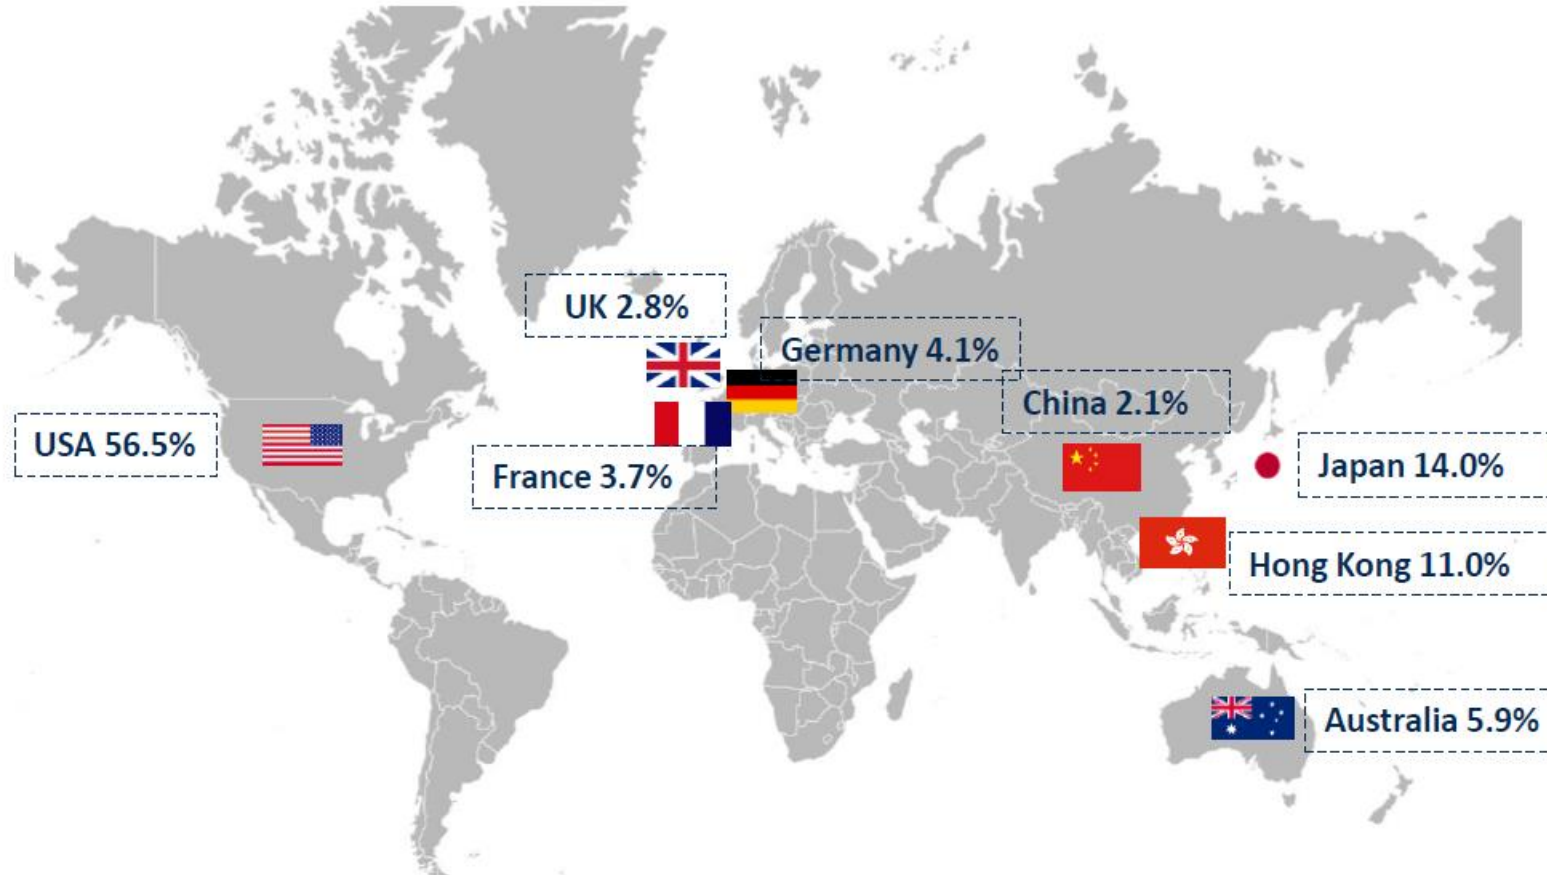 UK 2.8%
Germany 4.1%
China 2.1%
USA 56.5%
France 3.7%
Japan 14.0%
Hong Kong 11.0%
Australia 5.9%